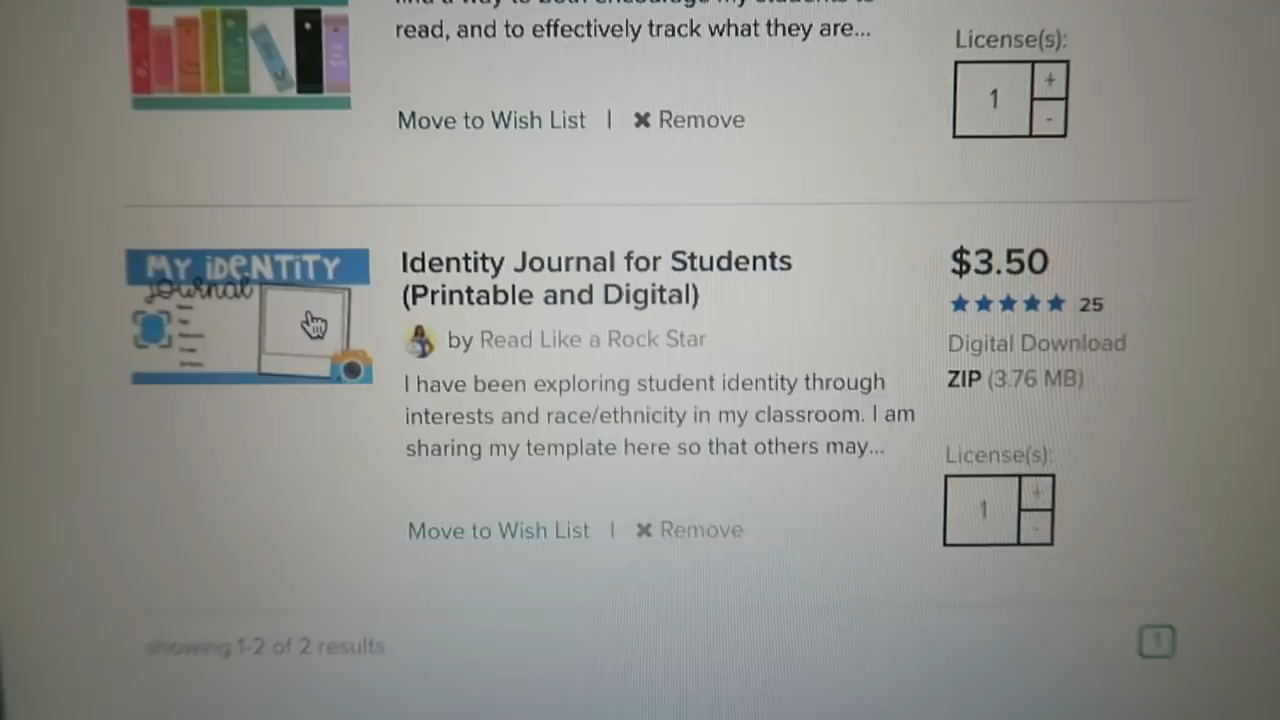 read, and to effectively track what they are...
License(s):
1
+
-
Move to Wish List | ✖ Remove
MY iDENTiTY
journal
Identity Journal for Students
(Printable and Digital)
by Read Like a Rock Star
I have been exploring student identity through
interests and race/ethnicity in my classroom. I am
sharing my template here so that others may...
$3.50
★★★★★ 25
Digital Download
ZIP (3.76 MB)
License(s):
1
+
-
Move to Wish List | ✖ Remove
showing 1-2 of 2 results
1